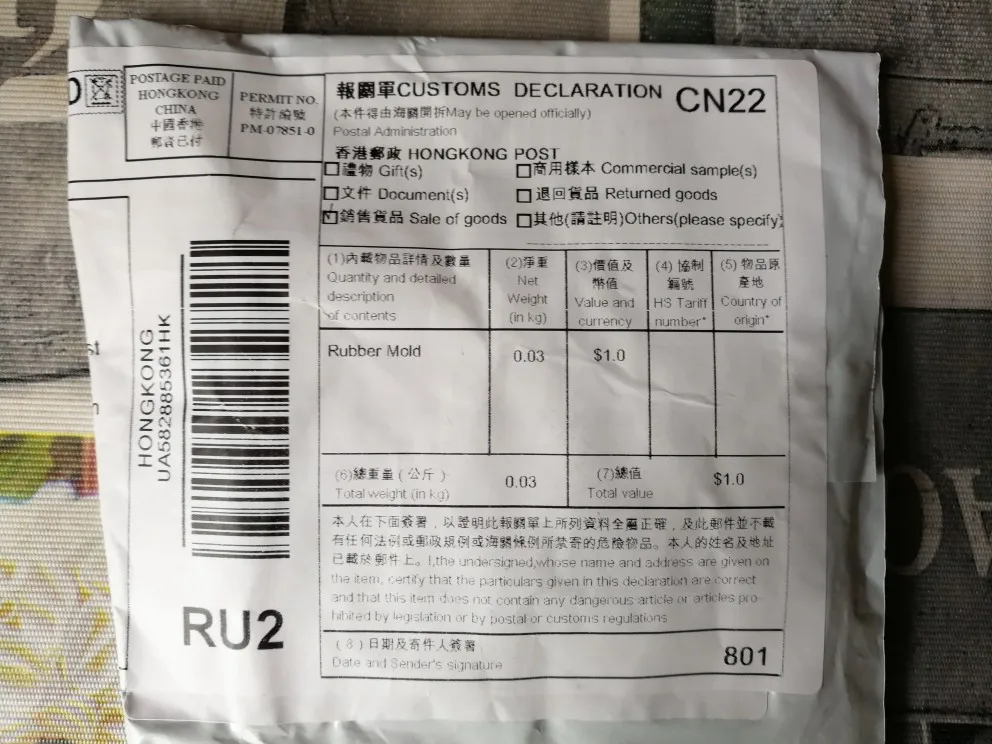 POSTAGE PAID
HONGKONG
CHINA
中國香港
郵資已付
PERMIT NO.
特許編號
PM-07851-0
報關單CUSTOMS DECLARATION CN22
(本件得由海關開拆May be opened officially)
Postal Administration
香港郵政 HONGKONG POST
禮物 Gift(s)
商用樣本 Commercial sample(s)
文件 Document(s)
退回貨品 Returned goods
銷售貨品 Sale of goods
其他(請註明)Others(please specify)
(1)內載物品詳情及數量
Quantity and detailed
description
of contents
(2)淨重
Net
Weight
(in kg)
(3)價值及
幣值
Value and
currency
(4) 協制
編號
HS Tariff
number*
(5) 物品原
產地
Country of
origin*
Rubber Mold 0.03 $1.0
(6)總重量(公斤)
Total weight (in kg)
0.03
(7)總值
Total value
$1.0
本人在下面簽署，以證明此報關單上所列資料全屬正確，及此郵件並不載
有任何法例或郵政規例或海關條例所禁寄的危險物品。本人的姓名及地址
已載於郵件上。I,the undersigned,whose name and address are given on
the item, certify that the particulars given in this declaration are correct
and that this item does not contain any dangerous article or articles pro-
hibited by legislation or by postal or customs regulations
(8)日期及寄件人簽署
Date and Sender's signature
801
HONGKONG
UA582885361HK
RU2